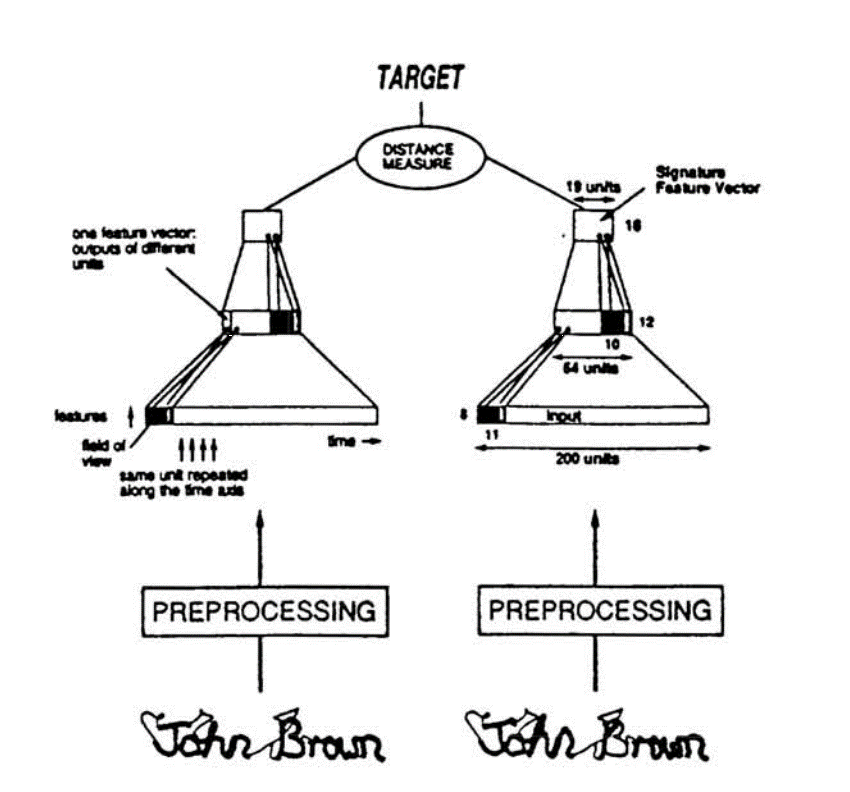 TARGET
DISTANCE
MEASURE
Signature
Feature Vector
19 units
16
one feature vector:
outputs of different
units
12
10
64 units
features
8
input
time
field of
view
11
200 units
same unit repeated
along the time axis
PREPROCESSING
PREPROCESSING
John Brown
John Brown